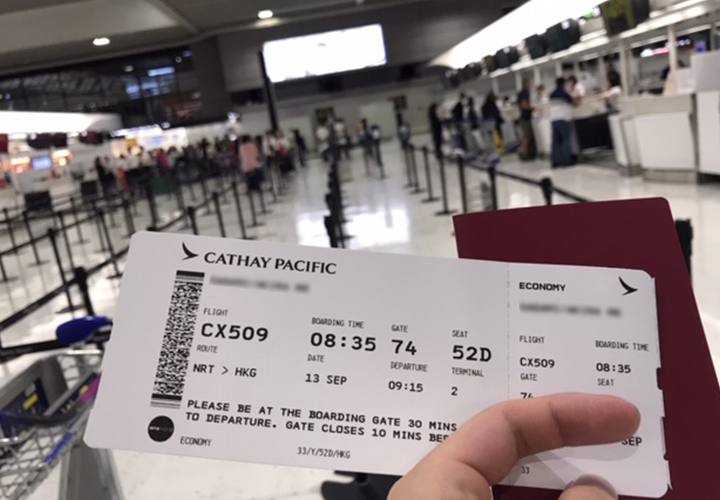 CATHAY PACIFIC
FLIGHT
CX509
BOARDING TIME
08:35
GATE
74
SEAT
52D
ROUTE
NRT > HKG
DATE
13 SEP
DEPARTURE
09:15
TERMINAL
2
PLEASE BE AT THE BOARDING GATE 30 MINS
TO DEPARTURE. GATE CLOSES 10 MINS
ECONOMY
33/Y/52D/HKG
ECONOMY
FLIGHT
BOARDING TIME
CX509
08:35
GATE
SEAT
SEP
33